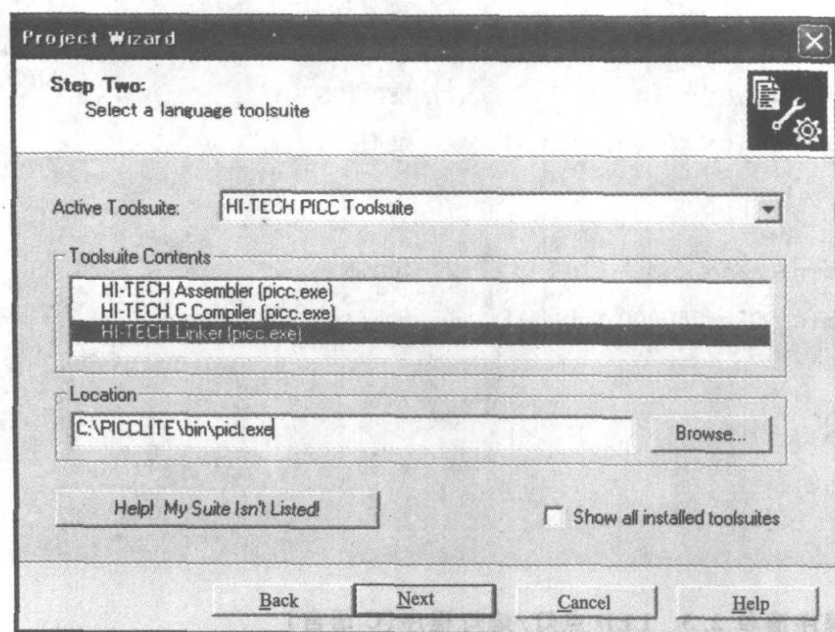 Project Wizard
Step Two:
Select a language toolsuite
Active Toolsuite:
HI-TECH PICC Toolsuite
Toolsuite Contents
HI-TECH Assembler (picc.exe)
HI-TECH C Compiler (picc.exe)
HI-TECH Linker (picc.exe)
Location
C:\PICCLITE\bin\picl.exe
Browse...
Help! My Suite Isn't Listed!
Show all installed toolsuites
Back
Next
Cancel
Help